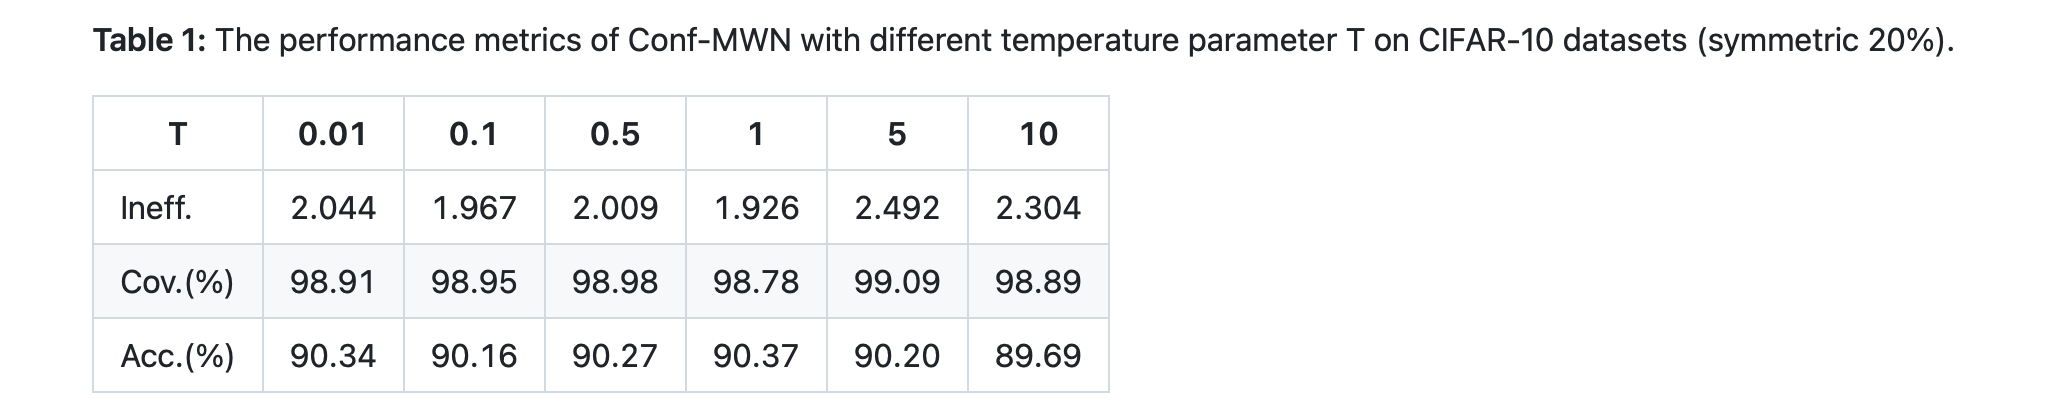 Table 1: The performance metrics of Conf-MWN with different temperature parameter T on CIFAR-10 datasets (symmetric 20%).
T 0.01 0.1 0.5 1 5 10
Ineff. 2.044 1.967 2.009 1.926 2.492 2.304
Cov.(%) 98.91 98.95 98.98 98.78 99.09 98.89
Acc.(%) 90.34 90.16 90.27 90.37 90.20 89.69